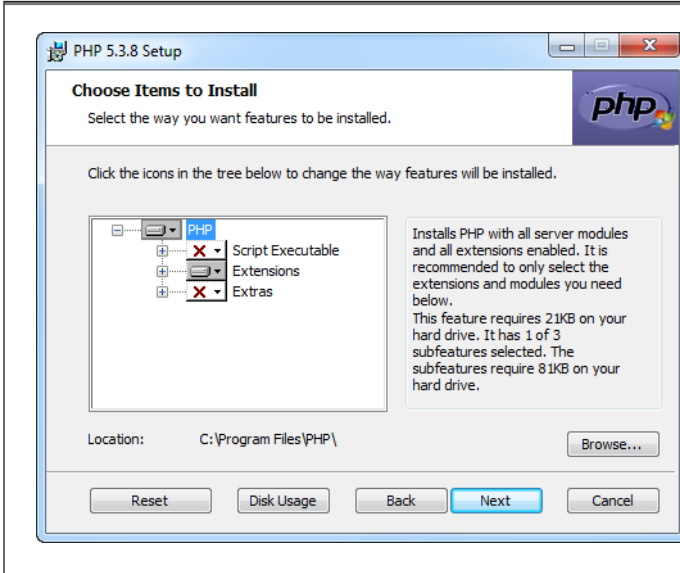 PHP 5.3.8 Setup
Choose Items to Install
Select the way you want features to be installed.
php
Click the icons in the tree below to change the way features will be installed.
PHP
Script Executable
Extensions
Extras
Installs PHP with all server modules
and all extensions enabled. It is
recommended to only select the
extensions and modules you need
below.
This feature requires 21KB on your
hard drive. It has 1 of 3
subfeatures selected. The
subfeatures require 81KB on your
hard drive.
Location: C:\Program Files\PHP\
Browse...
Reset Disk Usage Back Next Cancel